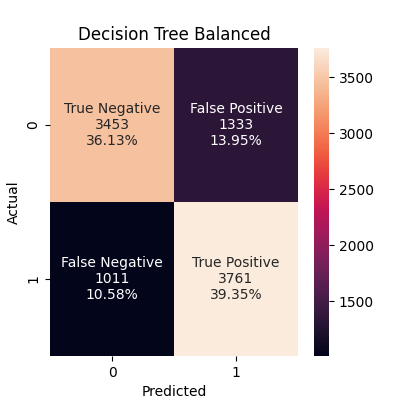 Decision Tree Balanced
True Negative
3453
36.13%
False Positive
1333
13.95%
False Negative
1011
10.58%
True Positive
3761
39.35%
0
1
Actual
0
1
Predicted
3500
3000
2500
2000
1500